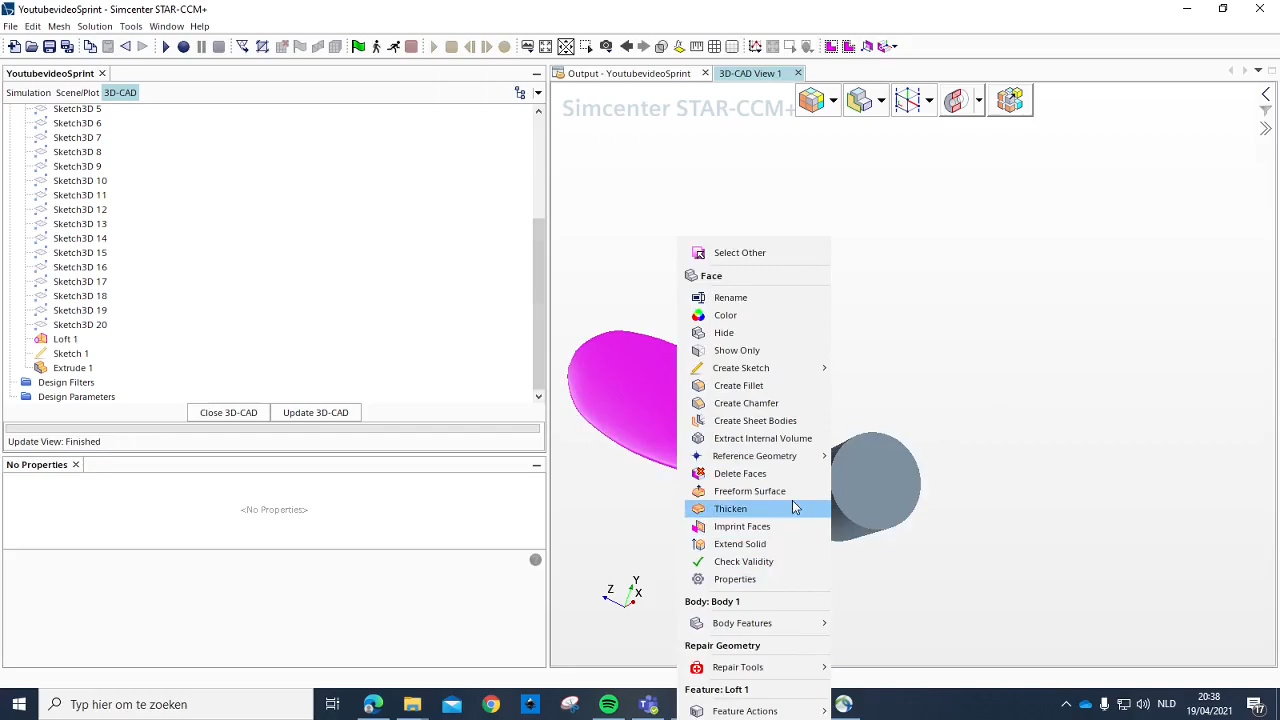 YoutubevideoSprint - Simcenter STAR-CCM+
File Edit Mesh Solution Tools Window Help
YoutubevideoSprint
Output - YoutubevideoSprint
3D-CAD View 1
Simulation Scene/Plot 3D-CAD
Simcenter STAR-CCM+
Sketch3D 5
Sketch3D 6
Sketch3D 7
Sketch3D 8
Sketch3D 9
Sketch3D 10
Sketch3D 11
Sketch3D 12
Sketch3D 13
Sketch3D 14
Sketch3D 15
Sketch3D 16
Sketch3D 17
Sketch3D 18
Sketch3D 19
Sketch3D 20
Loft 1
Sketch 1
Extrude 1
Design Filters
Design Parameters
Close 3D-CAD Update 3D-CAD
Update View: Finished
No Properties
<No Properties>
Select Other
Face
Rename
Color
Hide
Show Only
Create Sketch
Create Fillet
Create Chamfer
Create Sheet Bodies
Extract Internal Volume
Reference Geometry
Delete Faces
Freeform Surface
Thicken
Imprint Faces
Extend Solid
Check Validity
Properties
Body: Body 1
Body Features
Repair Geometry
Repair Tools
Feature: Loft 1
Feature Actions
Y
Z X
Typ hier om te zoeken
NLD
20:38
19/04/2021
17